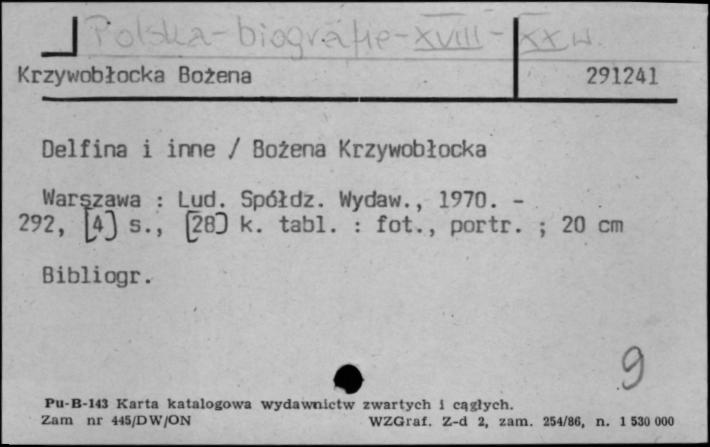 Polska - biografie - XVIII - XX w.
Krzywobłocka Bożena 291241
Delfina i inne / Bożena Krzywobłocka
Warszawa : Lud. Spółdz. Wydaw., 1970. -
292, [4] s., [28] k. tabl. : fot., portr. ; 20 cm
Bibliogr.
9
Pu-B-143 Karta katalogowa wydawnictw zwartych i cągłych.
Zam nr 445/DW/ON WZGraf. Z-d 2, zam. 254/86, n. 1 530 000